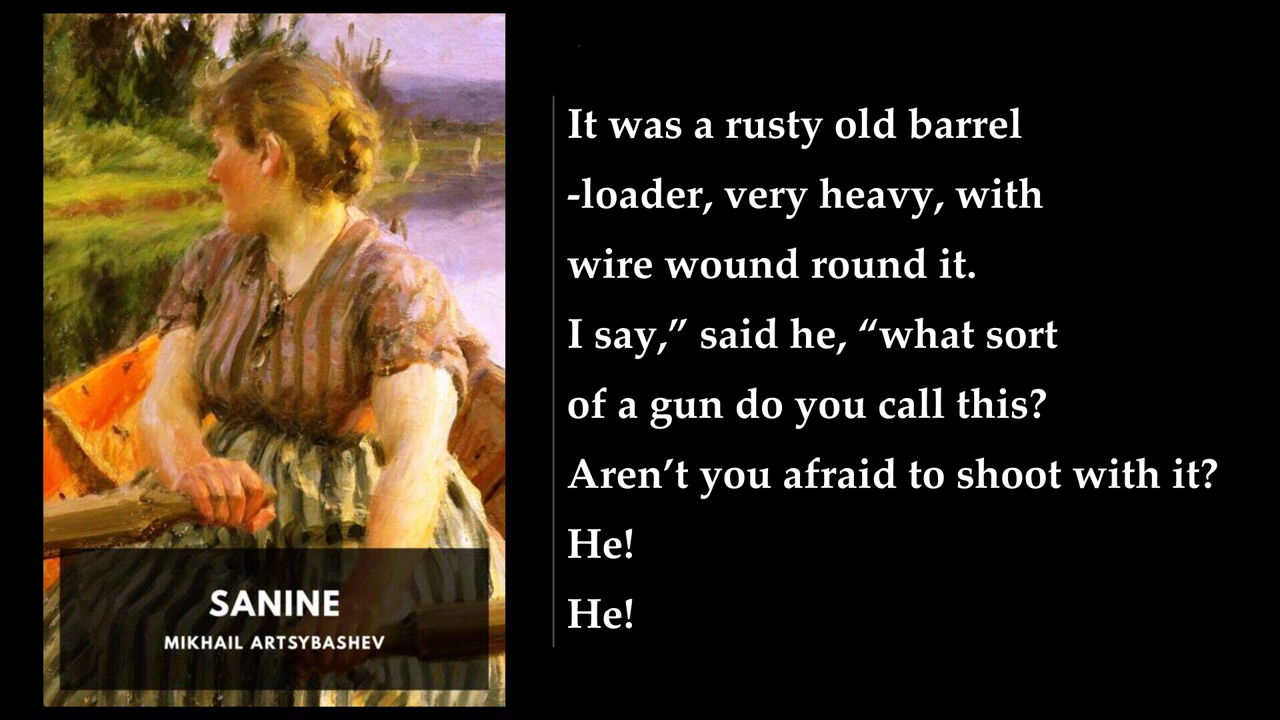 SANINE
MIKHAIL ARTSYBASHEV
It was a rusty old barrel
-loader, very heavy, with
wire wound round it.
I say,” said he, “what sort
of a gun do you call this?
Aren’t you afraid to shoot with it?
He!
He!